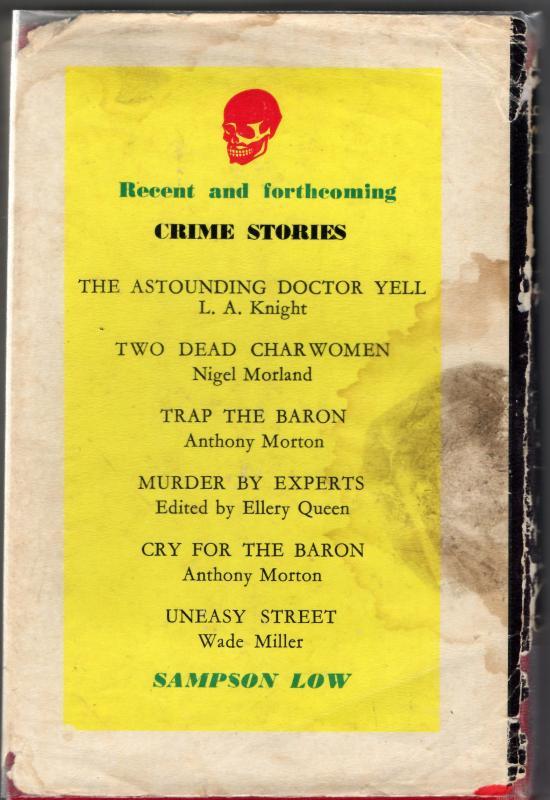 Recent and forthcoming
CRIME STORIES
THE ASTOUNDING DOCTOR YELL
L. A. Knight
TWO DEAD CHARWOMEN
Nigel Morland
TRAP THE BARON
Anthony Morton
MURDER BY EXPERTS
Edited by Ellery Queen
CRY FOR THE BARON
Anthony Morton
UNEASY STREET
Wade Miller
SAMPSON LOW